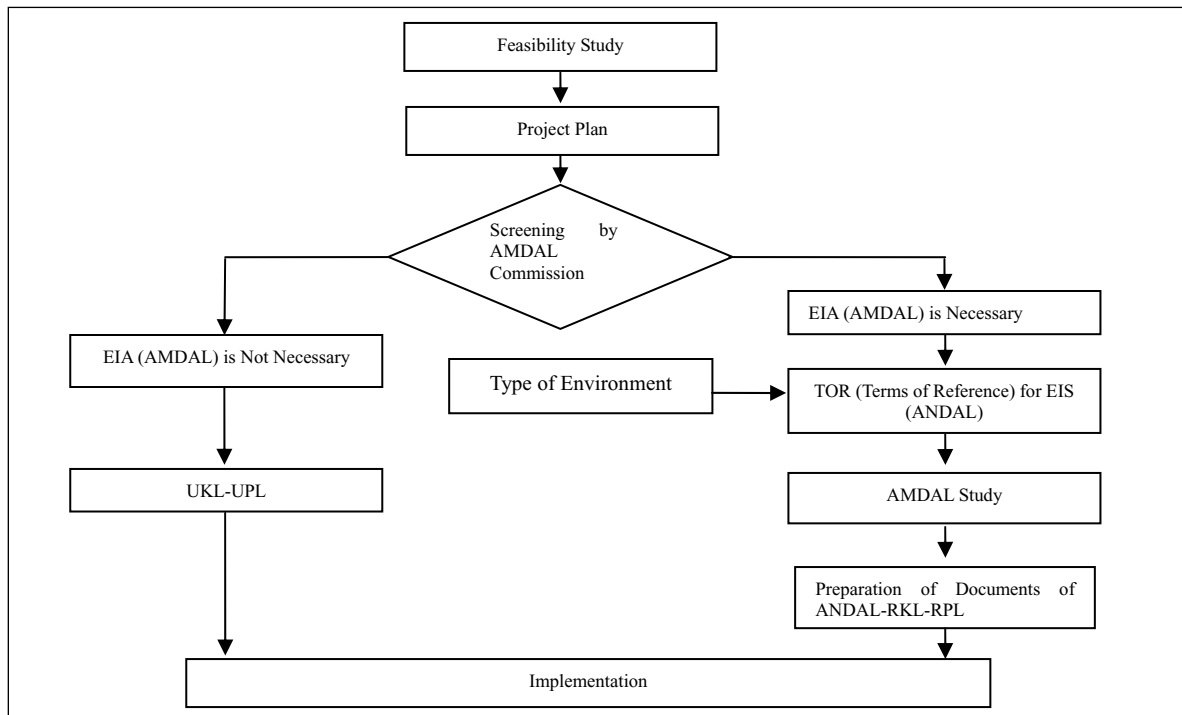 Feasibility Study
Project Plan
Screening by
AMDAL
Commission
EIA (AMDAL) is Necessary
EIA (AMDAL) is Not Necessary
Type of Environment
TOR (Terms of Reference) for EIS
(ANDAL)
UKL-UPL
AMDAL Study
Preparation of Documents of
ANDAL-RKL-RPL
Implementation